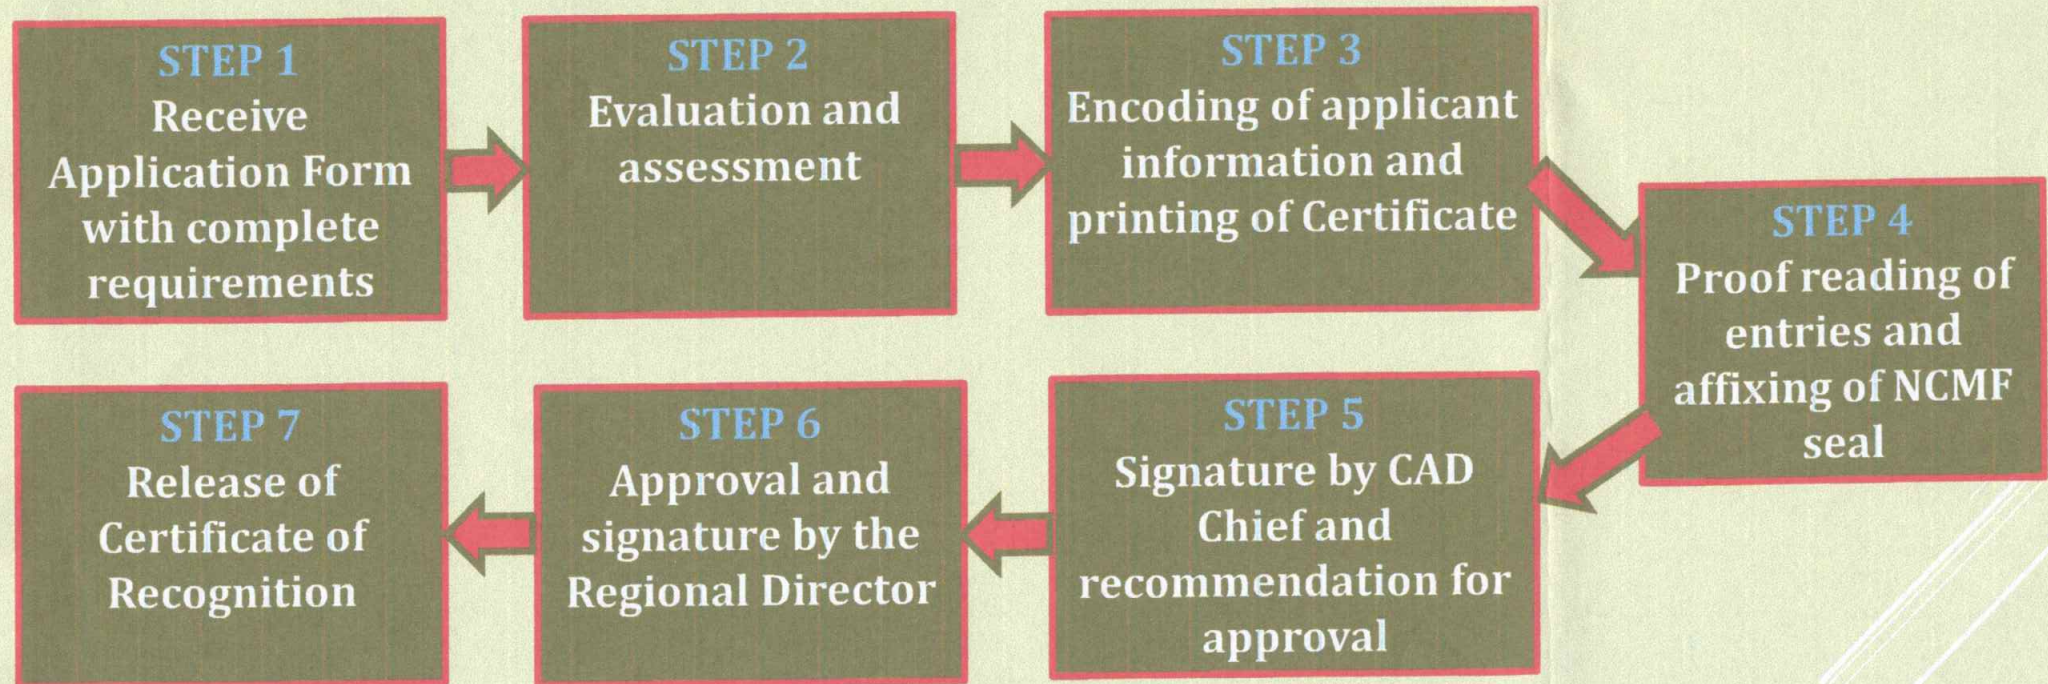 STEP 1
Receive
Application Form
with complete
requirements
STEP 2
Evaluation and
assessment
STEP 3
Encoding of applicant
information and
printing of Certificate
STEP 4
Proof reading of
entries and
affixing of NCMF
seal
STEP 5
Signature by CAD
Chief and
recommendation for
approval
STEP 6
Approval and
signature by the
Regional Director
STEP 7
Release of
Certificate of
Recognition